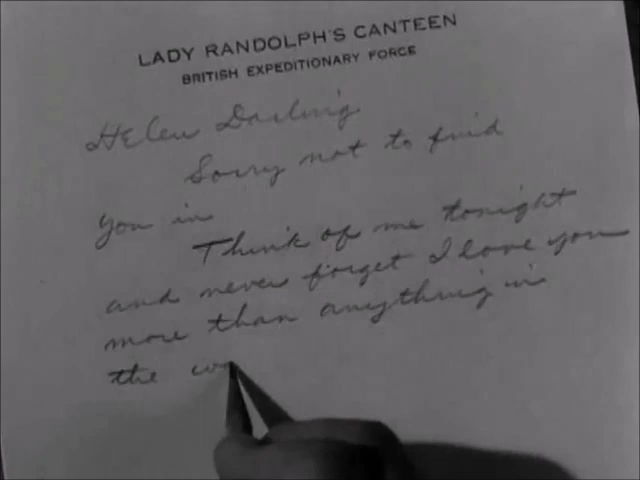 LADY RANDOLPH'S CANTEEN
BRITISH EXPEDITIONARY FORCE
Helen Darling
Sorry not to find
you in
Think of me tonight
and never forget I love you
more than anything in
the wo